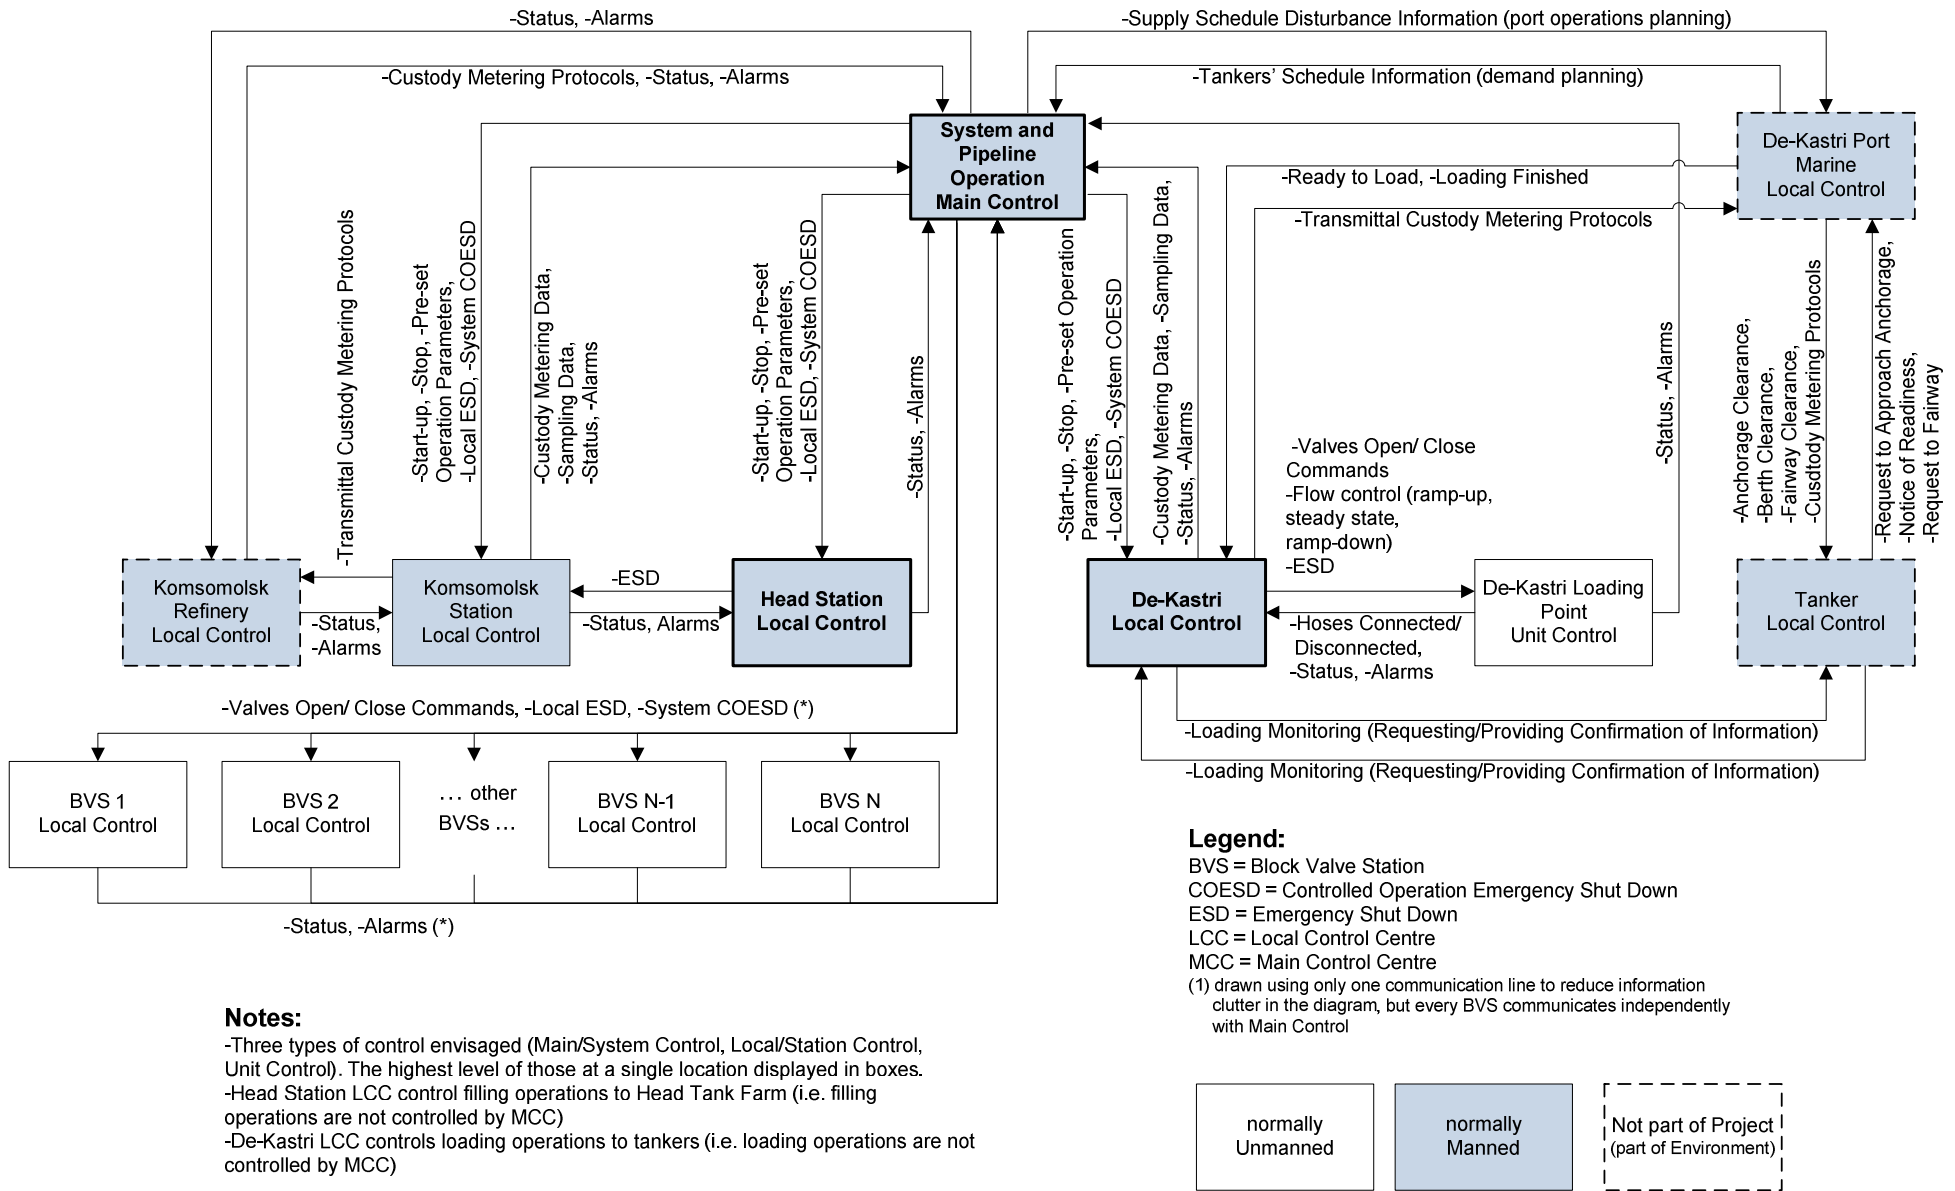 -Status, -Alarms
-Supply Schedule Disturbance Information (port operations planning)
-Custody Metering Protocols, -Status, -Alarms
-Tankers' Schedule Information (demand planning)
System and
Pipeline
Operation
Main Control
De-Kastri Port
Marine
Local Control
-Ready to Load, -Loading Finished
-Transmittal Custody Metering Protocols
-Transmittal Custody Metering Protocols
-Start-up, -Stop, -Pre-set
Operation Parameters,
-Local ESD, -System COESD
-Custody Metering Data,
-Sampling Data,
-Status, -Alarms
-Start-up, -Stop, -Pre-set
Operation Parameters,
-Local ESD, -System COESD
-Status, -Alarms
-Start-up, -Stop, -Pre-set Operation
Parameters,
-Local ESD, -System COESD
-Custody Metering Data, -Sampling Data,
-Status, -Alarms
-Valves Open/ Close
Commands
-Flow control (ramp-up,
steady state,
ramp-down)
-ESD
-Status, -Alarms
-Anchorage Clearance,
-Berth Clearance,
-Fairway Clearance,
-Cusdtody Metering Protocols
-Request to Approach Anchorage,
-Notice of Readiness,
-Request to Fairway
Komsomolsk
Refinery
Local Control
-Status,
-Alarms
Komsomolsk
Station
Local Control
-ESD
-Status, Alarms
Head Station
Local Control
De-Kastri
Local Control
-Hoses Connected/
Disconnected,
-Status, -Alarms
De-Kastri Loading
Point
Unit Control
Tanker
Local Control
-Valves Open/ Close Commands, -Local ESD, -System COESD (*)
-Loading Monitoring (Requesting/Providing Confirmation of Information)
-Loading Monitoring (Requesting/Providing Confirmation of Information)
BVS 1
Local Control
BVS 2
Local Control
... other
BVSs ...
BVS N-1
Local Control
BVS N
Local Control
-Status, -Alarms (*)
Legend:
BVS = Block Valve Station
COESD = Controlled Operation Emergency Shut Down
ESD = Emergency Shut Down
LCC = Local Control Centre
MCC = Main Control Centre
(1) drawn using only one communication line to reduce information
clutter in the diagram, but every BVS communicates independently
with Main Control
Notes:
-Three types of control envisaged (Main/System Control, Local/Station Control,
Unit Control). The highest level of those at a single location displayed in boxes.
-Head Station LCC control filling operations to Head Tank Farm (i.e. filling
operations are not controlled by MCC)
-De-Kastri LCC controls loading operations to tankers (i.e. loading operations are not
controlled by MCC)
normally
Unmanned
normally
Manned
Not part of Project
(part of Environment)